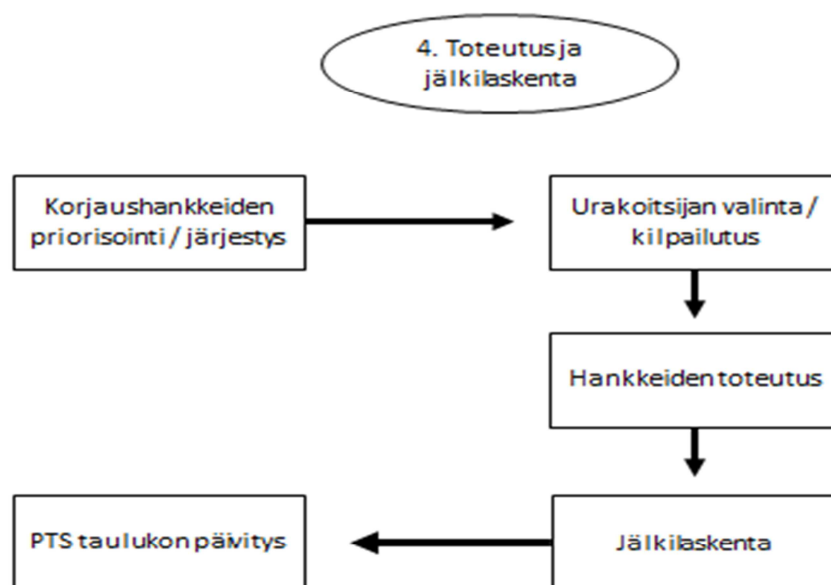 4. Toteutus ja
jälkilaskenta
Korjaushankkeiden
priorisointi / järjestys
Urakoitsijan valinta /
kilpailutus
Hankkeiden toteutus
Jälkilaskenta
PTS taulukon päivitys